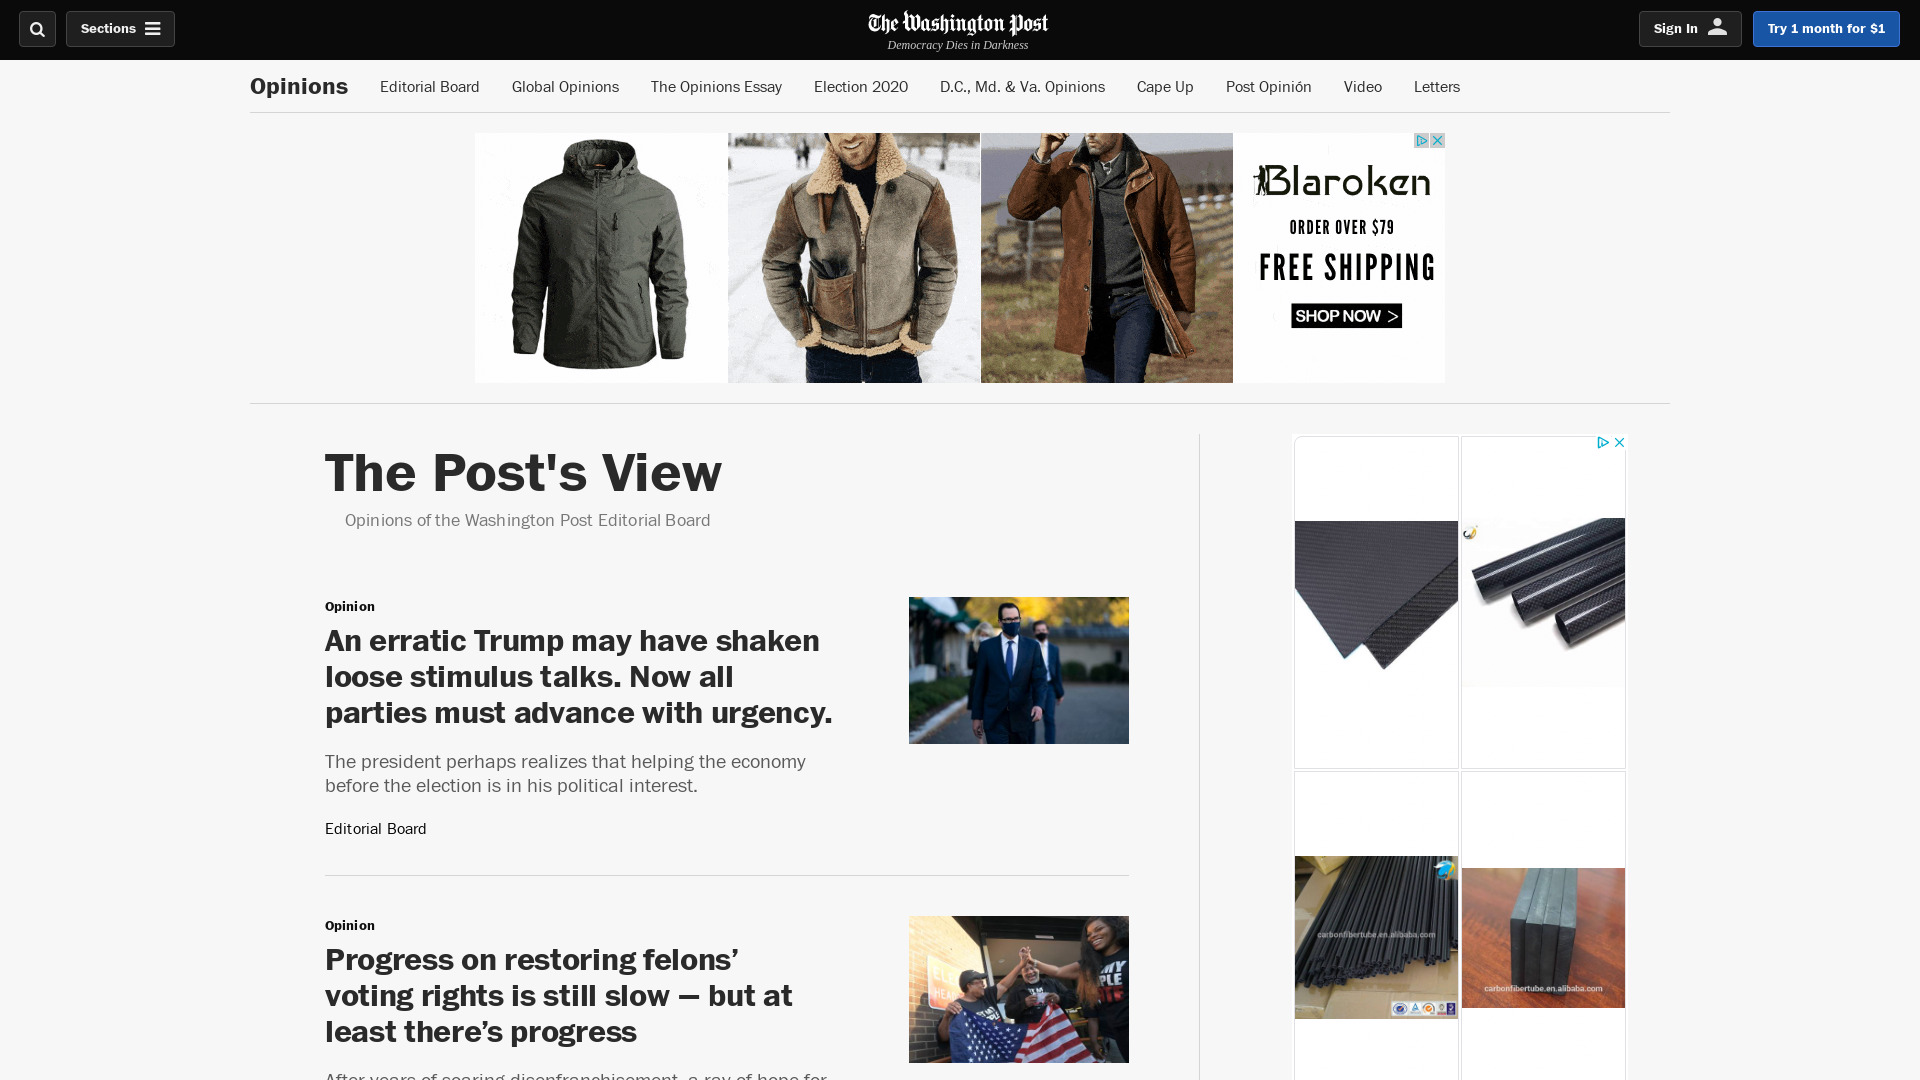 Sections
The Washington Post
Democracy Dies in Darkness
Sign In
Try 1 month for $1
Opinions
Editorial Board
Global Opinions
The Opinions Essay
Election 2020
D.C., Md. & Va. Opinions
Cape Up
Post Opinión
Video
Letters
Blaroken
ORDER OVER $79
FREE SHIPPING
SHOP NOW >
The Post's View
Opinions of the Washington Post Editorial Board
Opinion
An erratic Trump may have shaken
loose stimulus talks. Now all
parties must advance with urgency.
The president perhaps realizes that helping the economy
before the election is in his political interest.
Editorial Board
Opinion
Progress on restoring felons’
voting rights is still slow — but at
least there’s progress
After years of soaring disenfranchisement, a ray of hope for
carbonfibertube.en.alibaba.com
carbonfibertube.en.alibaba.com